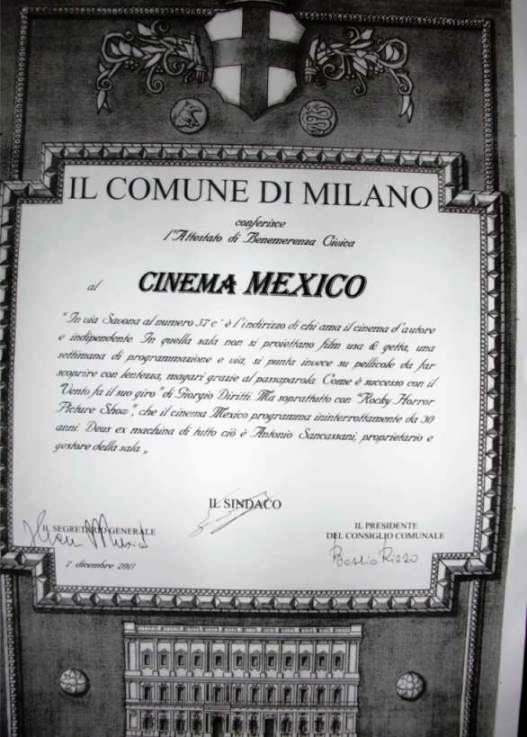 IL COMUNE DI MILANO
conferisce
l'Attestato di Benemerenza Civica
al CINEMA MEXICO
"In via Savona al numero 57 c'è l'indirizzo di chi ama il cinema d'autore
e indipendente. In quella sala non si proiettano film usa & getta, una
settimana di programmazione e via, si punta invece su pellicole da far
scoprire con lentezza, magari grazie al passaparola. Come è successo con il
"Vento fa il suo giro" di Giorgio Diritti. Ma soprattutto con "Rocky Horror
Picture Show", che il cinema Mexico programma ininterrottamente da 30
anni. Deus ex machina di tutto ciò è Antonio Sancassani, proprietario e
gestore della sala."
IL SINDACO
IL SEGRETARIO GENERALE
IL PRESIDENTE
DEL CONSIGLIO COMUNALE
Basilio Rizzo
7 dicembre 2011